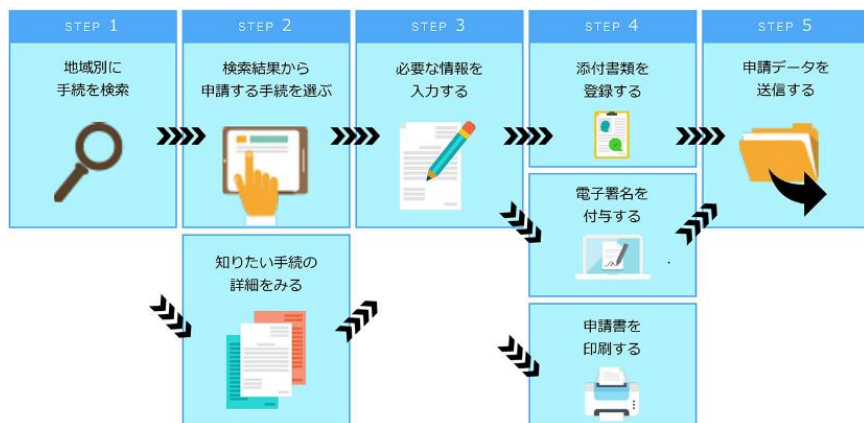 STEP 1
地域別に
手続を検索
STEP 2
検索結果から
申請する手続を選ぶ
知りたい手続の
詳細をみる
STEP 3
必要な情報を
入力する
STEP 4
添付書類を
登録する
電子署名を
付与する
申請書を
印刷する
STEP 5
申請データを
送信する